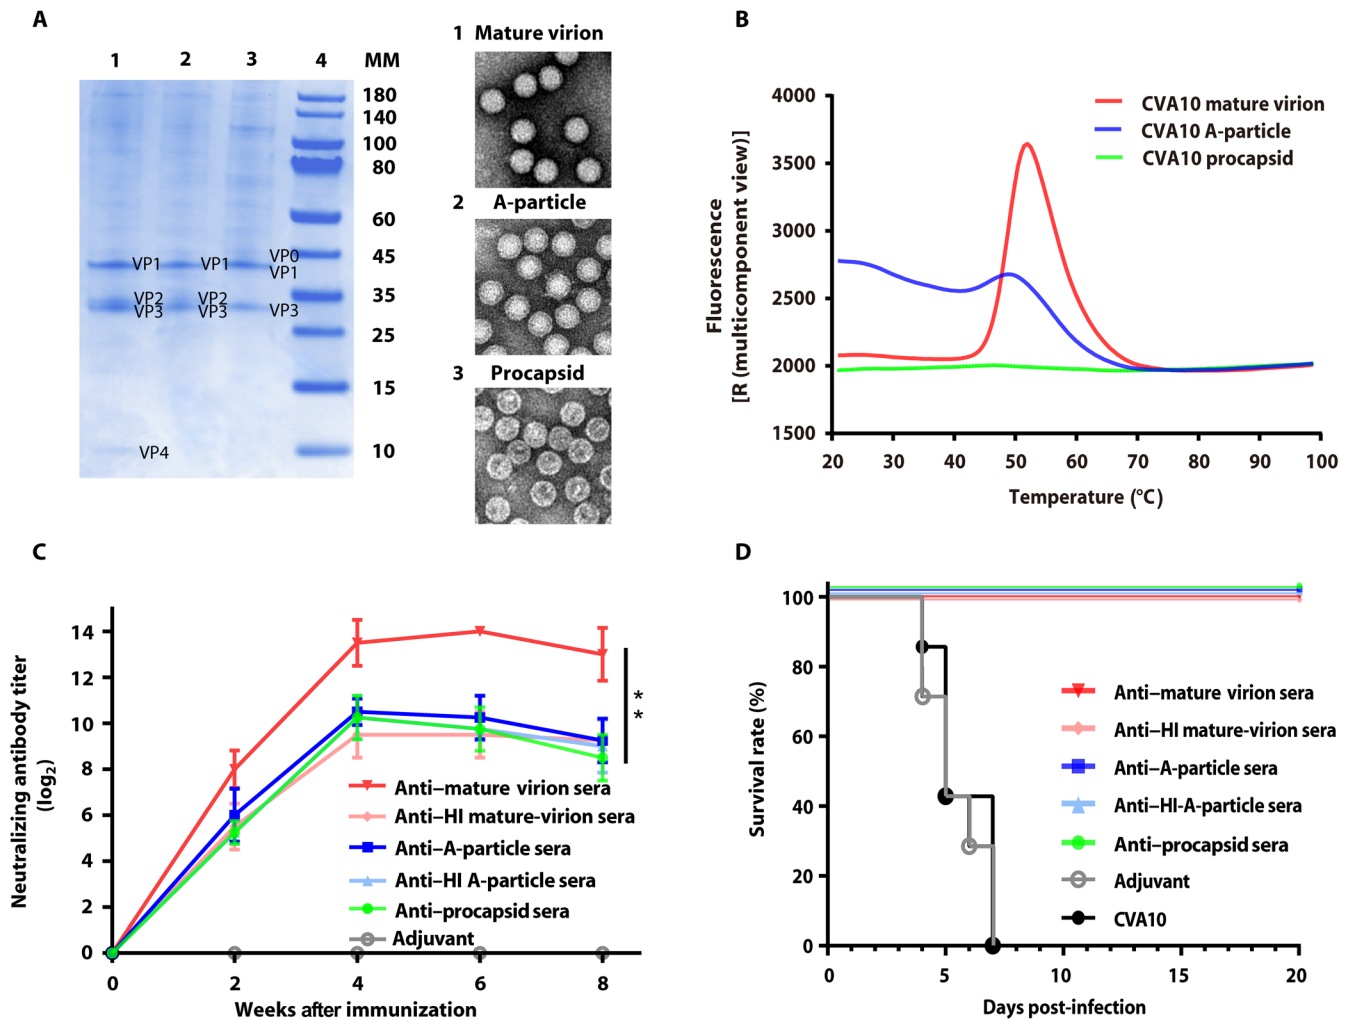 A
1 2 3 4 MM
180
140
100
80
60
45
35
25
15
10
VP1 VP1 VP0
VP1
VP2 VP2
VP3 VP3 VP3
VP4
1 Mature virion
2 A-particle
3 Procapsid
B
CVA10 mature virion
CVA10 A-particle
CVA10 procapsid
Fluorescence
[R (multicomponent view)]
4000
3500
3000
2500
2000
1500
20 30 40 50 60 70 80 90 100
Temperature (°C)
C
Neutralizing antibody titer
(log2)
14
12
10
8
6
4
2
0
**
Anti–mature virion sera
Anti–HI mature-virion sera
Anti–A-particle sera
Anti–HI A-particle sera
Anti–procapsid sera
Adjuvant
0 2 4 6 8
Weeks after immunization
D
Survival rate (%)
100
80
60
40
20
0
Anti–mature virion sera
Anti–HI mature-virion sera
Anti–A-particle sera
Anti–HI-A-particle sera
Anti–procapsid sera
Adjuvant
CVA10
0 5 10 15 20
Days post-infection